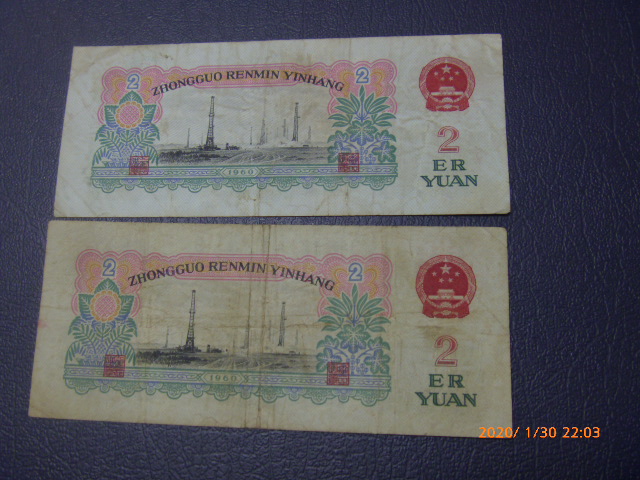 2 ZHONGGUO RENMIN YINHANG 2
2
ER
YUAN
1960
2 ZHONGGUO RENMIN YINHANG 2
2
ER
YUAN
1960
2020/ 1/30 22:03